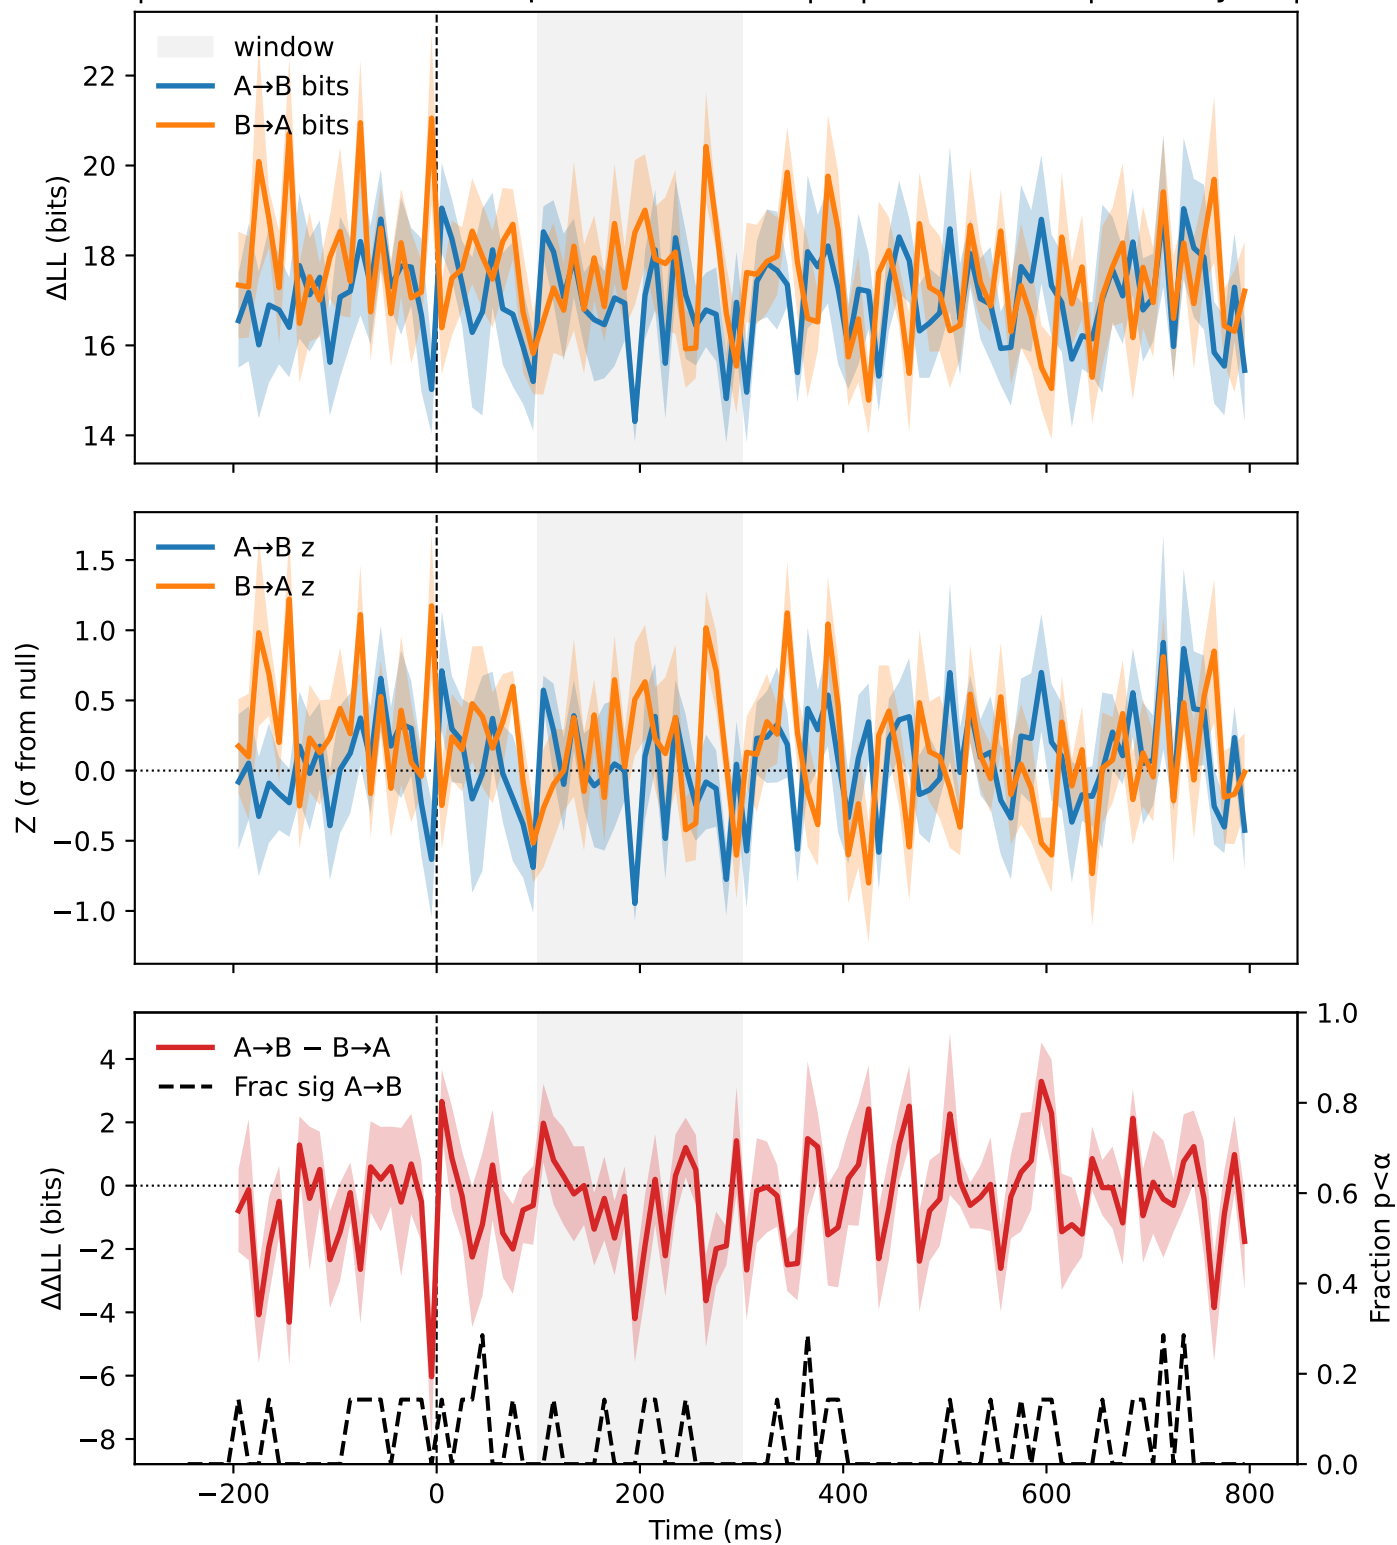 window
A→B bits
B→A bits
22
20
18
16
14
ΔLL (bits)
A→B z
B→A z
1.5
1.0
0.5
0.0
−0.5
−1.0
Z (σ from null)
A→B − B→A
Frac sig A→B
4
2
0
−2
−4
−6
−8
ΔΔLL (bits)
1.0
0.8
0.6
0.4
0.2
0.0
Fraction p<α
−200 0 200 400 600 800
Time (ms)